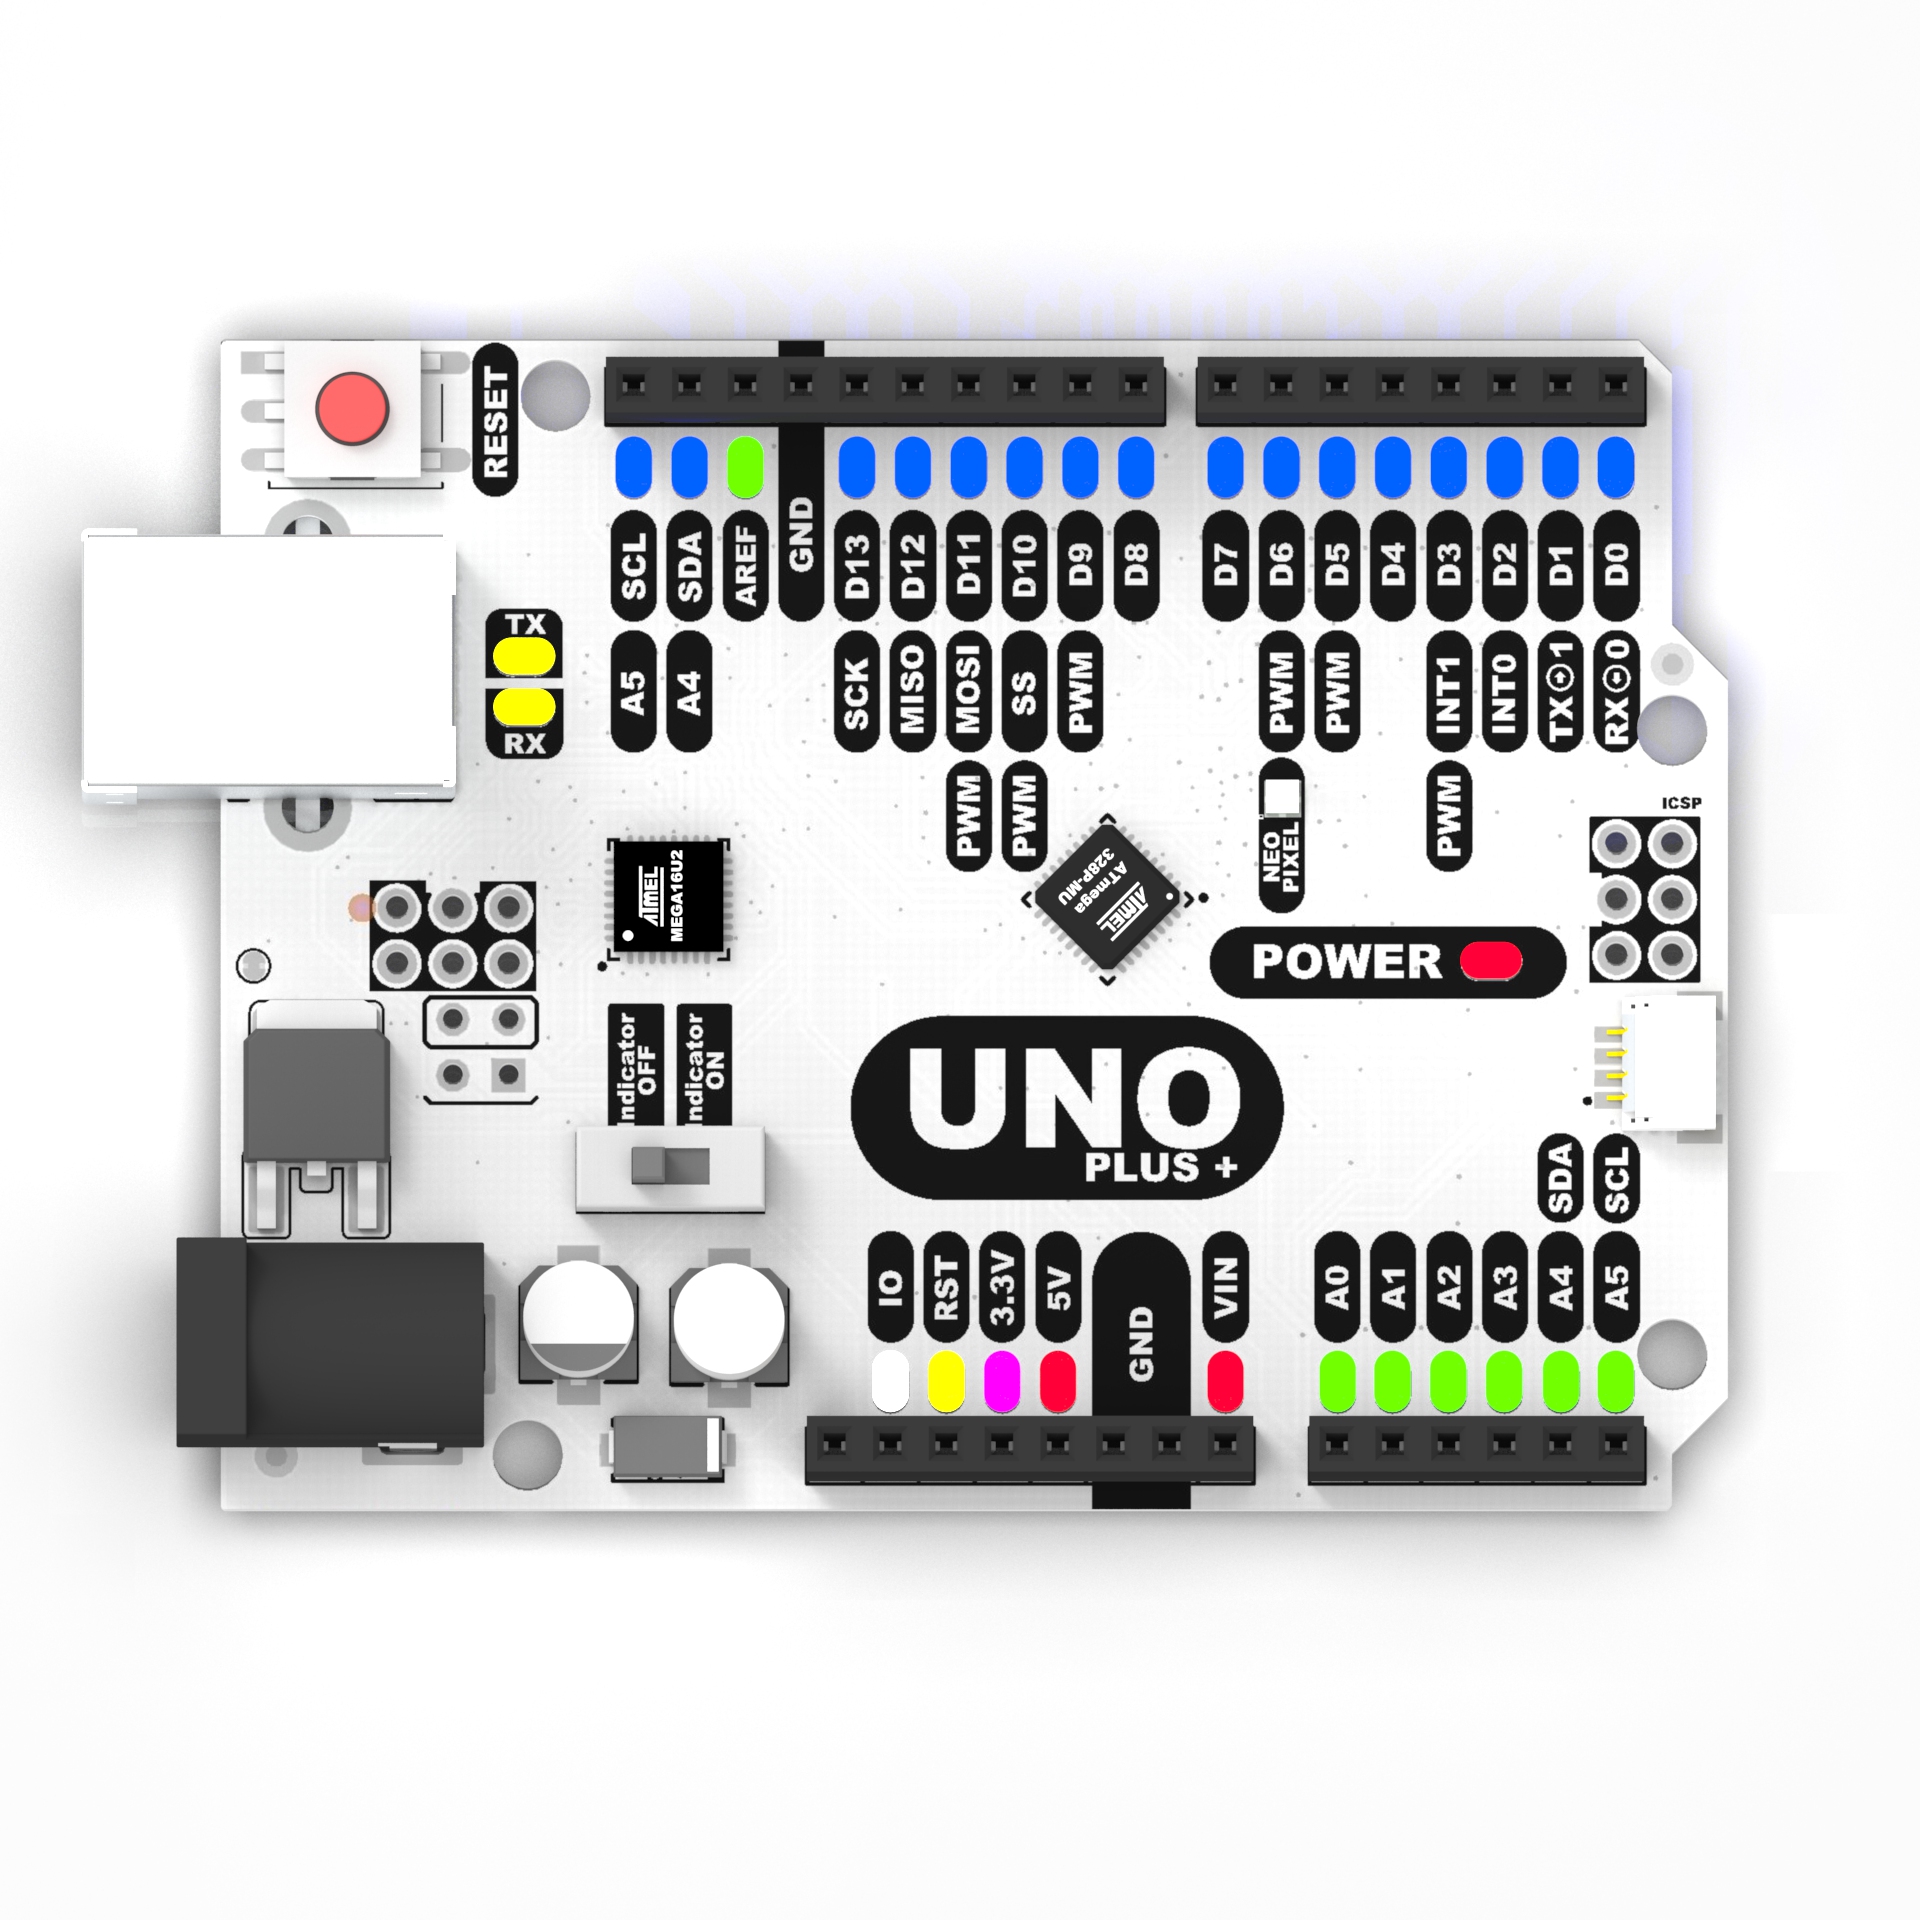 RESET
SCL
SDA
AREF
GND
D13
D12
D11
D10
D9
D8
D7
D6
D5
D4
D3
D2
D1
D0
TX
RX
A5
A4
SCK
MISO
MOSI
SS
PWM
PWM
PWM
INT1
INT0
TX 1
RX 0
PWM
PWM
NEO
PIXEL
PWM
ICSP
ATMEL
MEGA16U2
ATMEL
ATmega
328P-MU
POWER
Indicator
OFF
Indicator
ON
UNO
PLUS +
SDA
SCL
IO
RST
3.3V
5V
GND
VIN
A0
A1
A2
A3
A4
A5